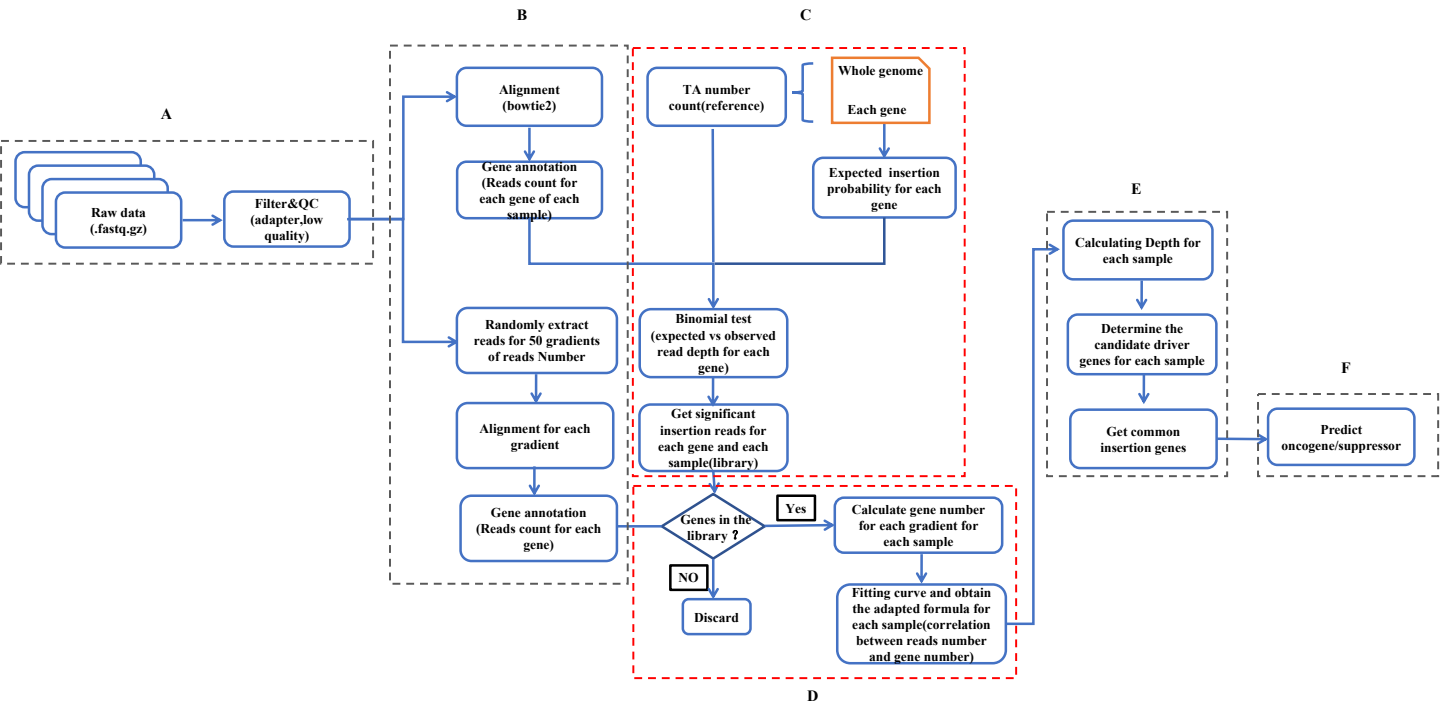 A
Raw data
(.fastq.gz)
Filter&QC
(adapter,low
quality)
B
Alignment
(bowtie2)
Gene annotation
(Reads count for
each gene of each
sample)
Randomly extract
reads for 50 gradients
of reads Number
Alignment for each
gradient
Gene annotation
(Reads count for each
gene)
C
TA number
count(reference)
Whole genome
Each gene
Expected insertion
probability for each
gene
Binomial test
(expected vs observed
read depth for each
gene)
Get significant
insertion reads for
each gene and each
sample(library)
Genes in the
library ?
Yes
NO
Discard
Calculate gene number
for each gradient for
each sample
Fitting curve and obtain
the adapted formula for
each sample(correlation
between reads number
and gene number)
D
E
Calculating Depth for
each sample
Determine the
candidate driver
genes for each sample
Get common
insertion genes
F
Predict
oncogene/suppressor